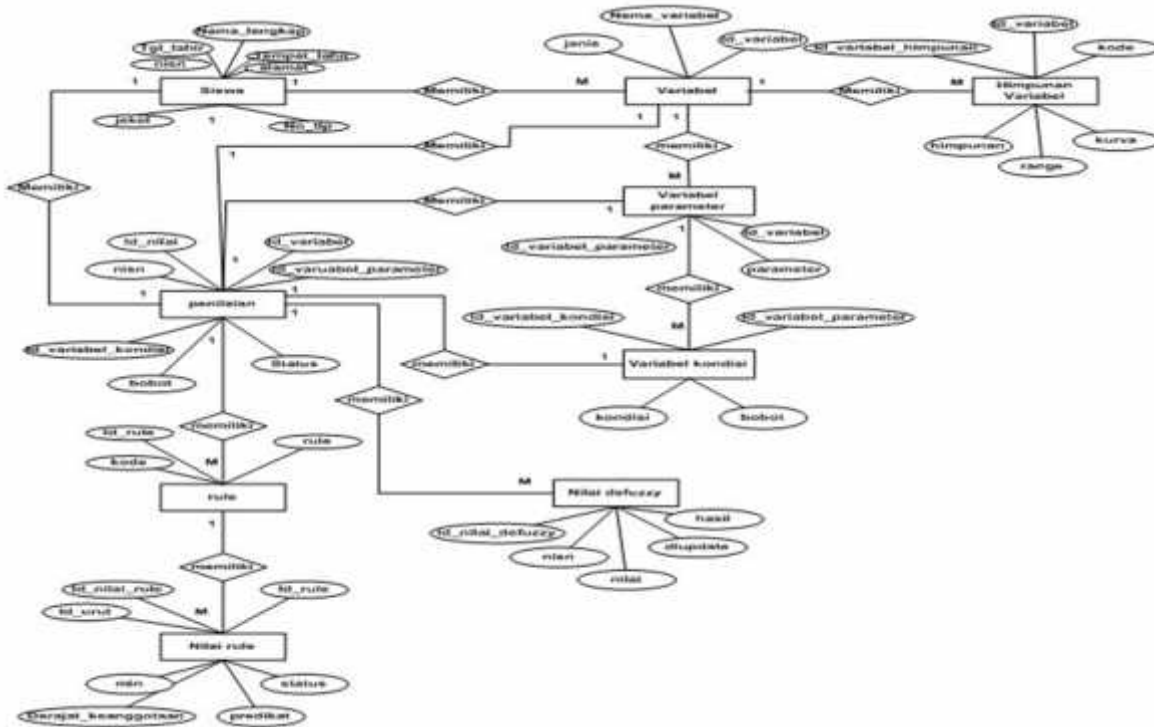 Nama_lengkap
Tgl_lahir
nisn
Tempat_lahir
alamat
1
1
Siswa
jekel
No_tlp
1
Memiliki
M
Nama_variabel
jenis
Id_variabel
Variabel
1
Memiliki
M
Id_variabel
Id_variabel_himpunan
kode
Himpunan
Variabel
himpunan
range
kurva
1
1
Memiliki
1
memiliki
M
Memiliki
Memiliki
1
Variabel
parameter
Id_variabel_parameter
1
Id_variabel
parameter
Id_nilai
Id_variabel
nisn
Id_varuabel_parameter
1
1
penilaian
1
1
Id_variabel_kondisi
1
Status
bobot
memiliki
M
Id_variabel_kondisi
Id_variabel_parameter
memiliki
1
Variabel kondisi
kondisi
bobot
memiliki
memiliki
Id_rule
rule
kode
M
rule
1
M
Nilai defuzzy
Id_nilai_defuzzy
nisn
nilai
diupdate
hasil
memiliki
Id_nilai_rule
Id_rule
Id_urut
M
Nilai rule
status
Derajat_keanggotaan
predikat